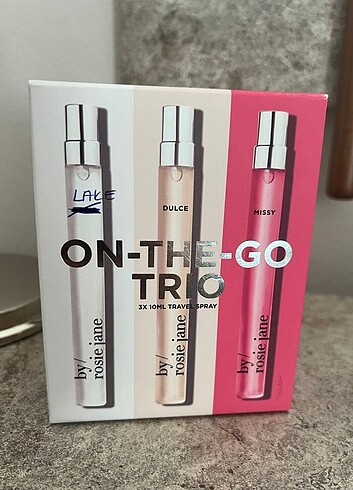 LAKE
DULCE
MISSY
ON-THE-GO
TRIO
3X 10ML TRAVEL SPRAY
by/
rosie jane
by/
rosie jane
by/
rosie jane